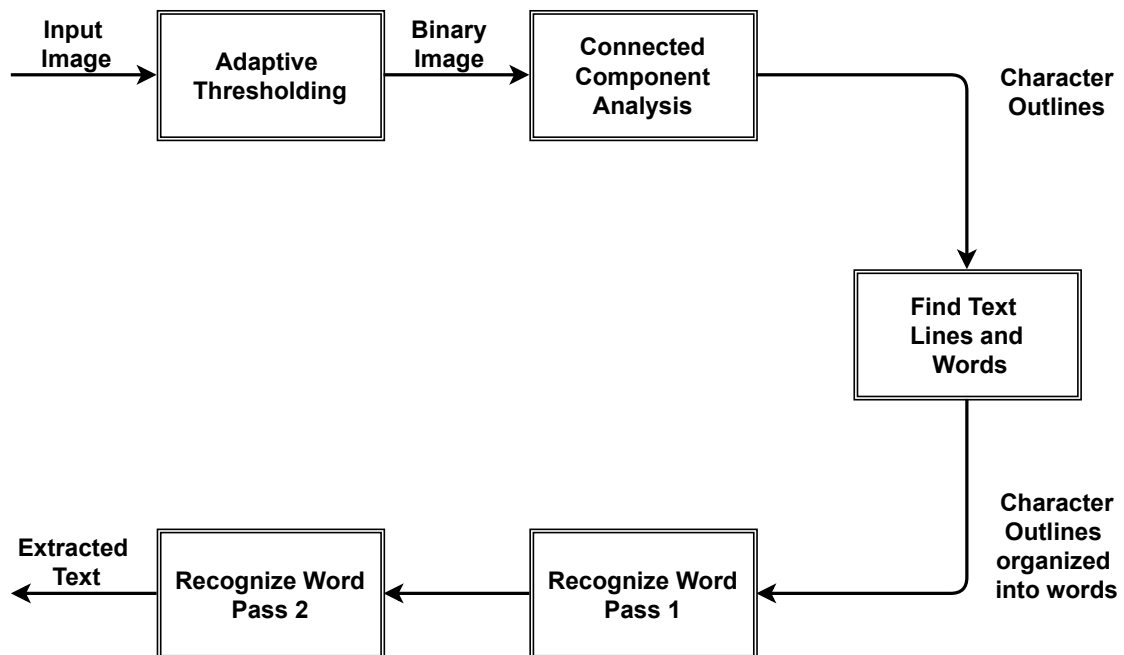 Input
Image
Adaptive
Thresholding
Binary
Image
Connected
Component
Analysis
Character
Outlines
Find Text
Lines and
Words
Character
Outlines
organized
into words
Recognize Word
Pass 1
Recognize Word
Pass 2
Extracted
Text